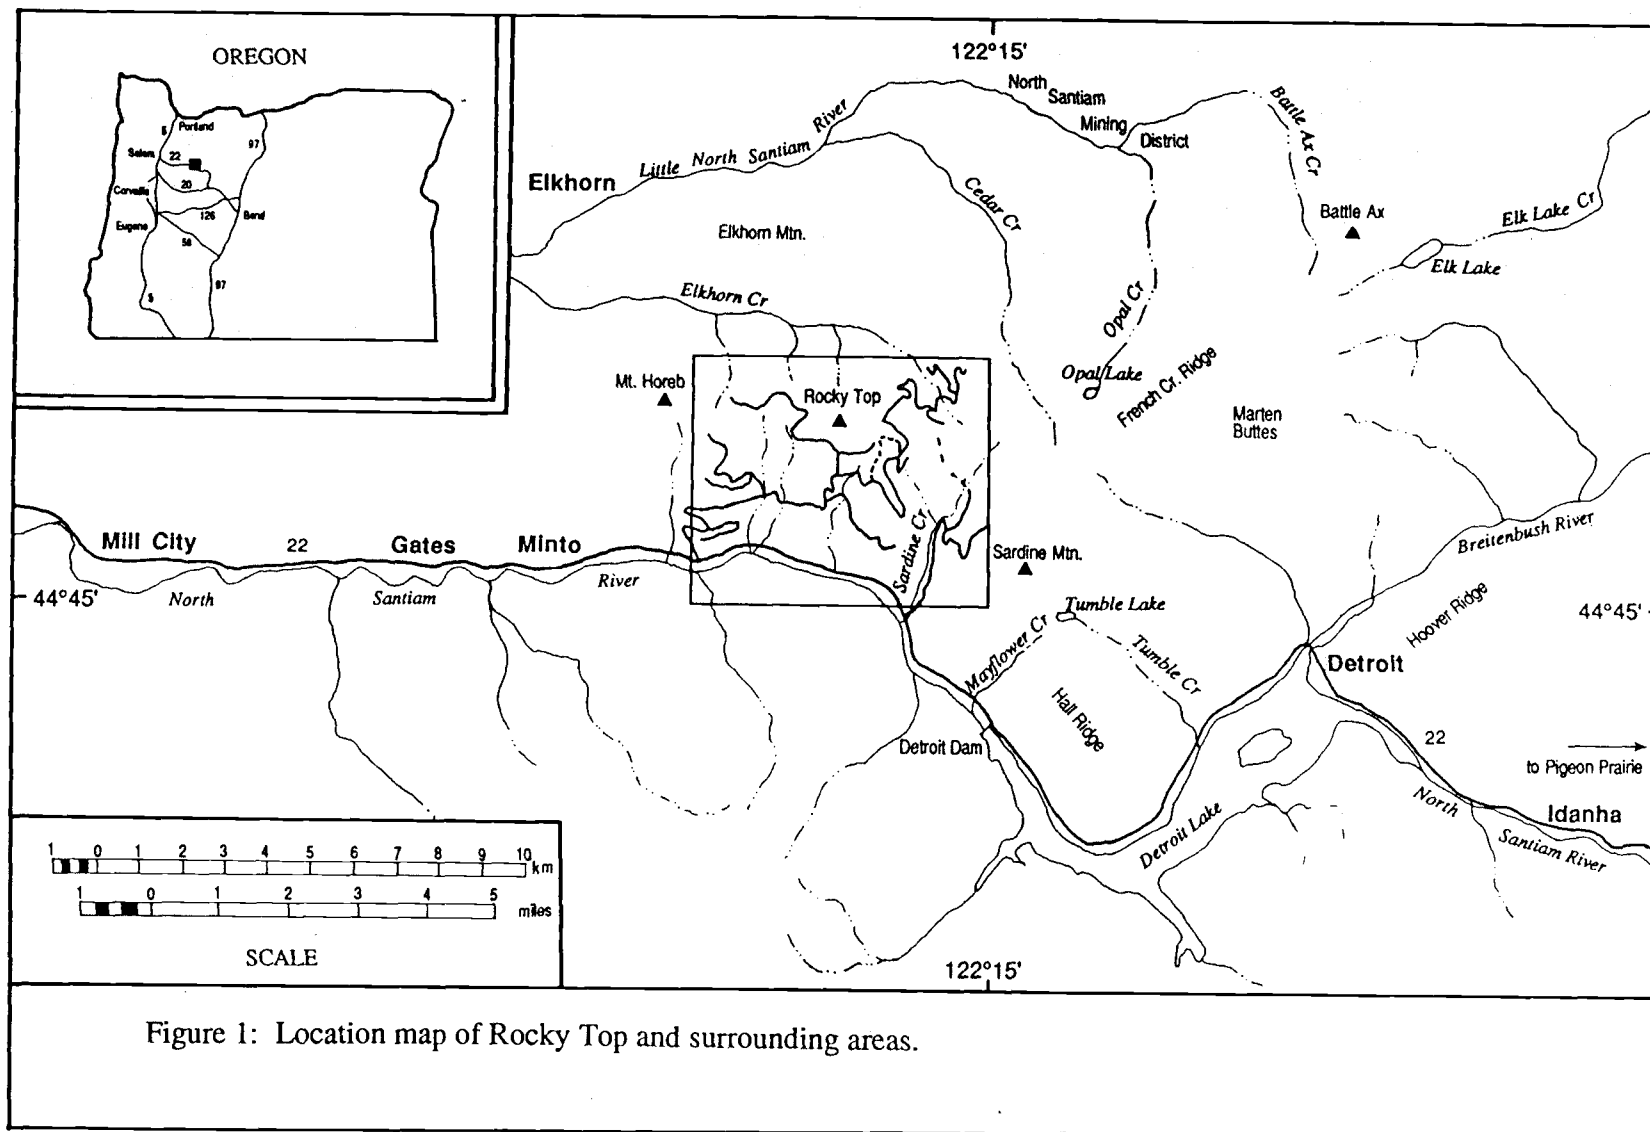 OREGON
5
Portland
97
Salem
22
20
Corvallis
126
Bend
Eugene
58
5
97
122°15'
North
Santiam
Mining
District
Battle Ax Cr
Little North Santiam River
Elkhorn
Cedar Cr
Elkhorn Mtn.
Battle Ax
Elk Lake Cr
Elk Lake
Elkhorn Cr
Opal Cr
Opal Lake
French Cr. Ridge
Mt. Horeb
Rocky Top
Marten
Buttes
Mill City
22
Gates
Minto
Sardine Cr
Sardine Mtn.
Breitenbush River
44°45'
North
Santiam
River
Tumble Lake
44°45'
Hoover Ridge
Mayflower Cr
Tumble Cr
Detroit
Hall Ridge
Detroit Dam
22
to Pigeon Prairie
North
Santiam River
Idanha
Detroit Lake
1 0 1 2 3 4 5 6 7 8 9 10
km
1 0 1 2 3 4 5
miles
SCALE
122°15'
Figure 1: Location map of Rocky Top and surrounding areas.